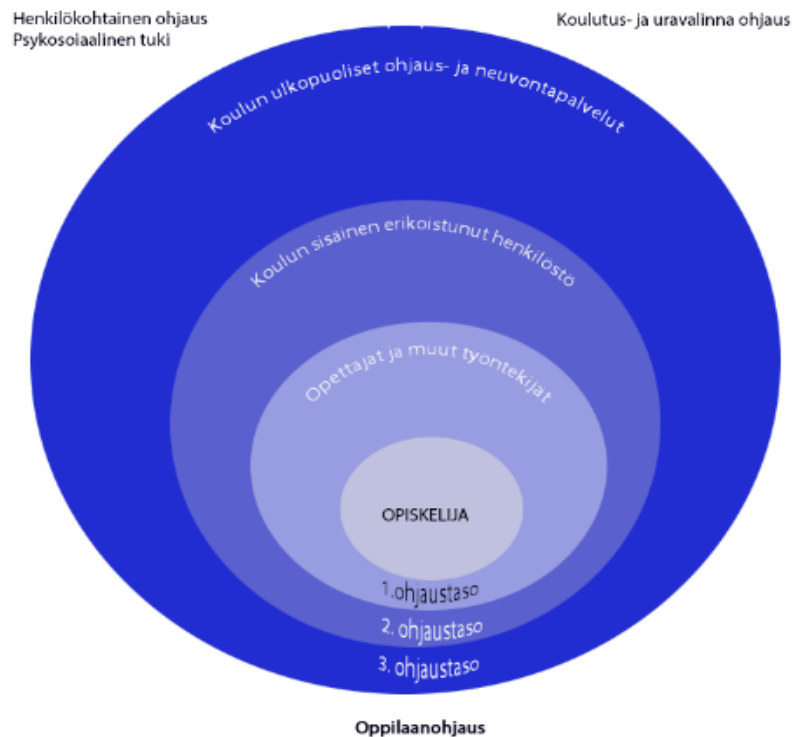 Henkilökohtainen ohjaus
Psykosoiaalinen tuki
Koulutus- ja uravalinna ohjaus
Koulun ulkopuoliset ohjaus- ja neuvontapalvelut
Koulun sisäinen erikoistunut henkilöstö
Opettajat ja muut työntekijät
OPISKELIJA
1.ohjaustaso
2. ohjaustaso
3. ohjaustaso
Oppilaanohjaus